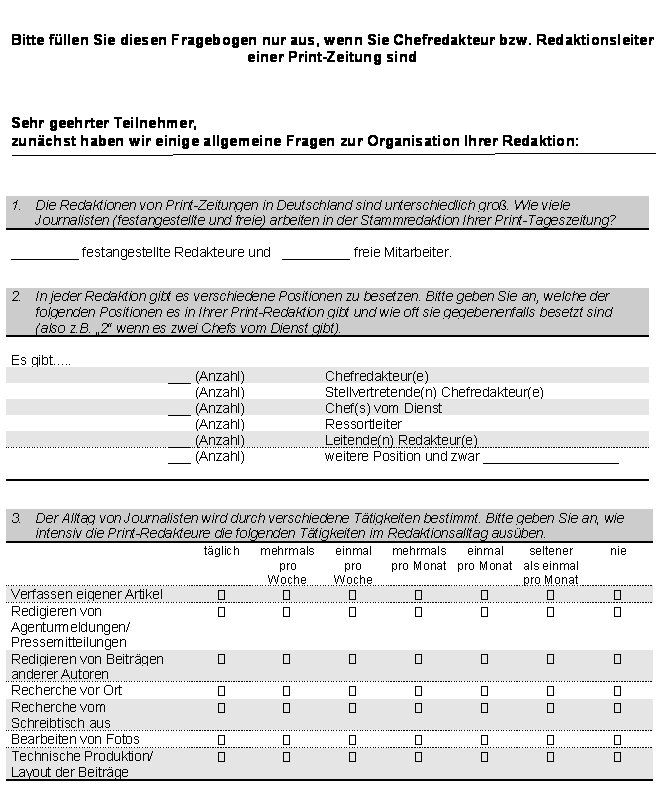 Bitte füllen Sie diesen Fragebogen nur aus, wenn Sie Chefredakteur bzw. Redaktionsleiter
einer Print-Zeitung sind
Sehr geehrter Teilnehmer,
zunächst haben wir einige allgemeine Fragen zur Organisation Ihrer Redaktion:
1. Die Redaktionen von Print-Zeitungen in Deutschland sind unterschiedlich groß. Wie viele
Journalisten (festangestellte und freie) arbeiten in der Stammredaktion Ihrer Print-Tageszeitung?
_________ festangestellte Redakteure und _________ freie Mitarbeiter.
2. In jeder Redaktion gibt es verschiedene Positionen zu besetzen. Bitte geben Sie an, welche der
folgenden Positionen es in Ihrer Print-Redaktion gibt und wie oft sie gegebenenfalls besetzt sind
(also z.B. „2“ wenn es zwei Chefs vom Dienst gibt).
Es gibt.....
___ (Anzahl) Chefredakteur(e)
___ (Anzahl) Stellvertretende(n) Chefredakteur(e)
___ (Anzahl) Chef(s) vom Dienst
___ (Anzahl) Ressortleiter
___ (Anzahl) Leitende(n) Redakteur(e)
___ (Anzahl) weitere Position und zwar __________________
3. Der Alltag von Journalisten wird durch verschiedene Tätigkeiten bestimmt. Bitte geben Sie an, wie
intensiv die Print-Redakteure die folgenden Tätigkeiten im Redaktionsalltag ausüben.
täglich mehrmals einmal mehrmals einmal seltener nie
pro pro pro Monat pro Monat als einmal
Woche Woche pro Monat
Verfassen eigener Artikel
Redigieren von
Agenturmeldungen/
Pressemitteilungen
Redigieren von Beiträgen
anderer Autoren
Recherche vor Ort
Recherche vom
Schreibtisch aus
Bearbeiten von Fotos
Technische Produktion/
Layout der Beiträge